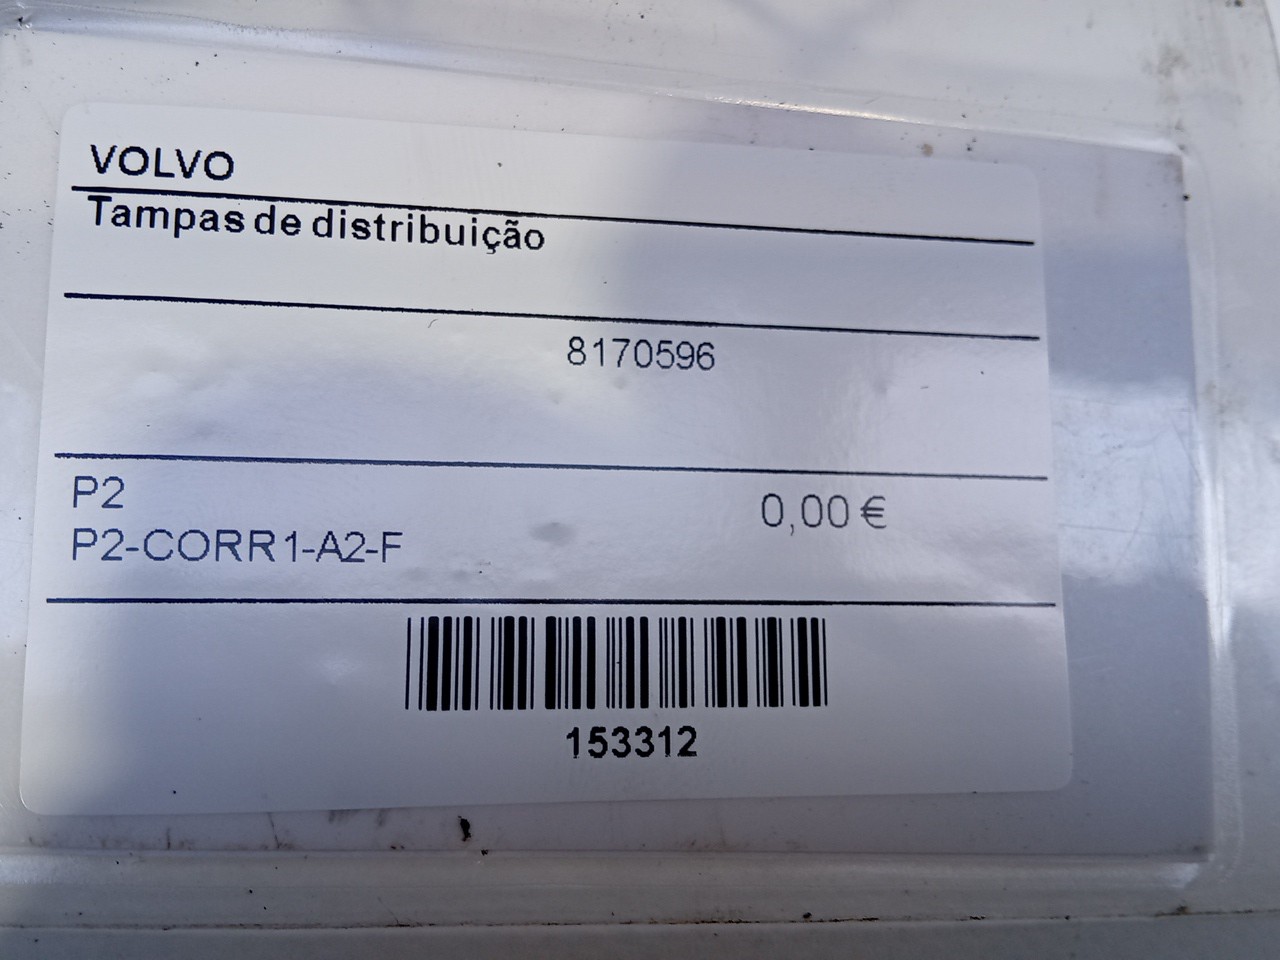 VOLVO
Tampas de distribuição
8170596
P2
0,00 €
P2-CORR1-A2-F
153312